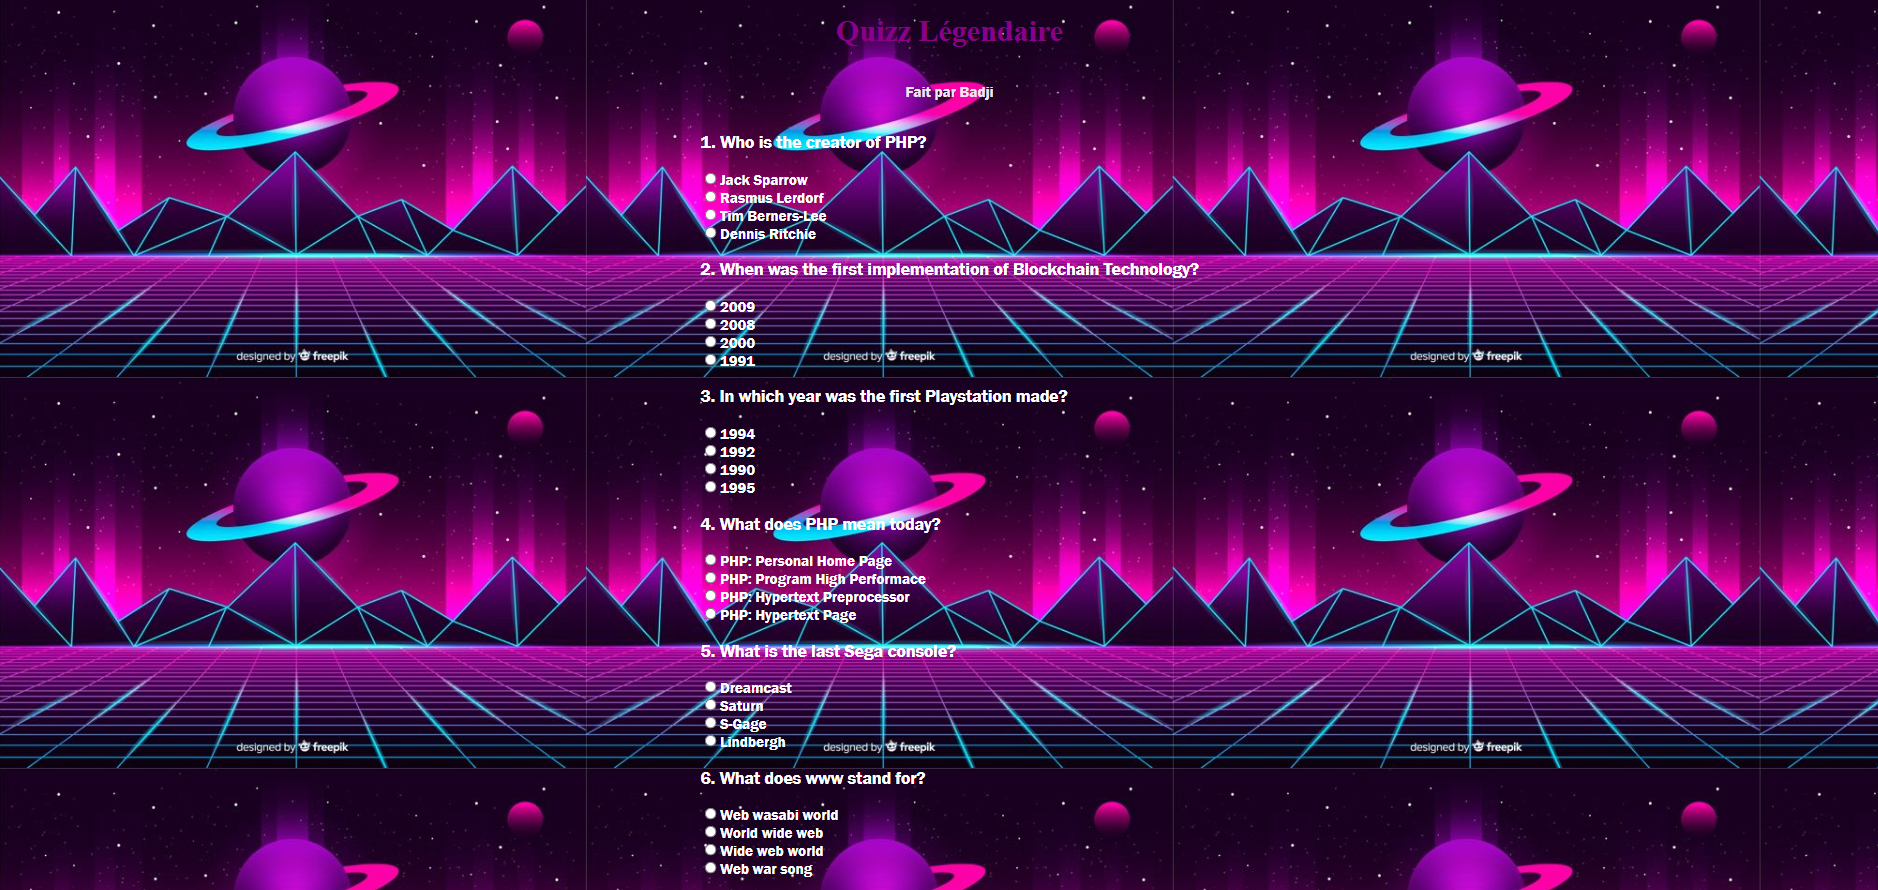 Quizz Légendaire
Fait par Badji
1. Who is the creator of PHP?
Jack Sparrow
Rasmus Lerdorf
Tim Berners-Lee
Dennis Ritchie
2. When was the first implementation of Blockchain Technology?
2009
2008
2000
1991
designed by freepik
designed by freepik
designed by freepik
3. In which year was the first Playstation made?
1994
1992
1990
1995
4. What does PHP mean today?
PHP: Personal Home Page
PHP: Program High Performace
PHP: Hypertext Preprocessor
PHP: Hypertext Page
5. What is the last Sega console?
Dreamcast
Saturn
S-Gage
Lindbergh
designed by freepik
designed by freepik
designed by freepik
6. What does www stand for?
Web wasabi world
World wide web
Wide web world
Web war song